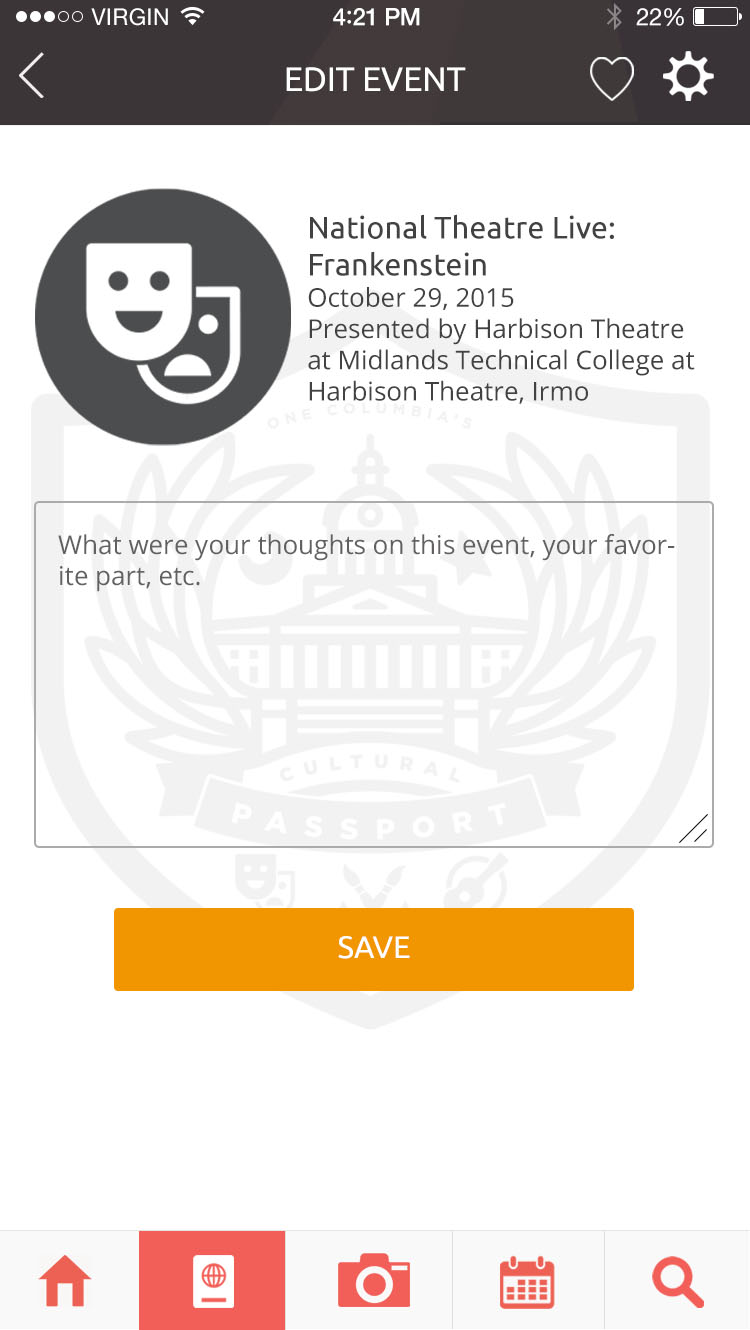 VIRGIN 4:21 PM 22%
EDIT EVENT
National Theatre Live:
Frankenstein
October 29, 2015
Presented by Harbison Theatre
at Midlands Technical College at
Harbison Theatre, Irmo
ONE COLUMBIA'S
What were your thoughts on this event, your favor-
ite part, etc.
CULTURAL
PASSPORT
SAVE